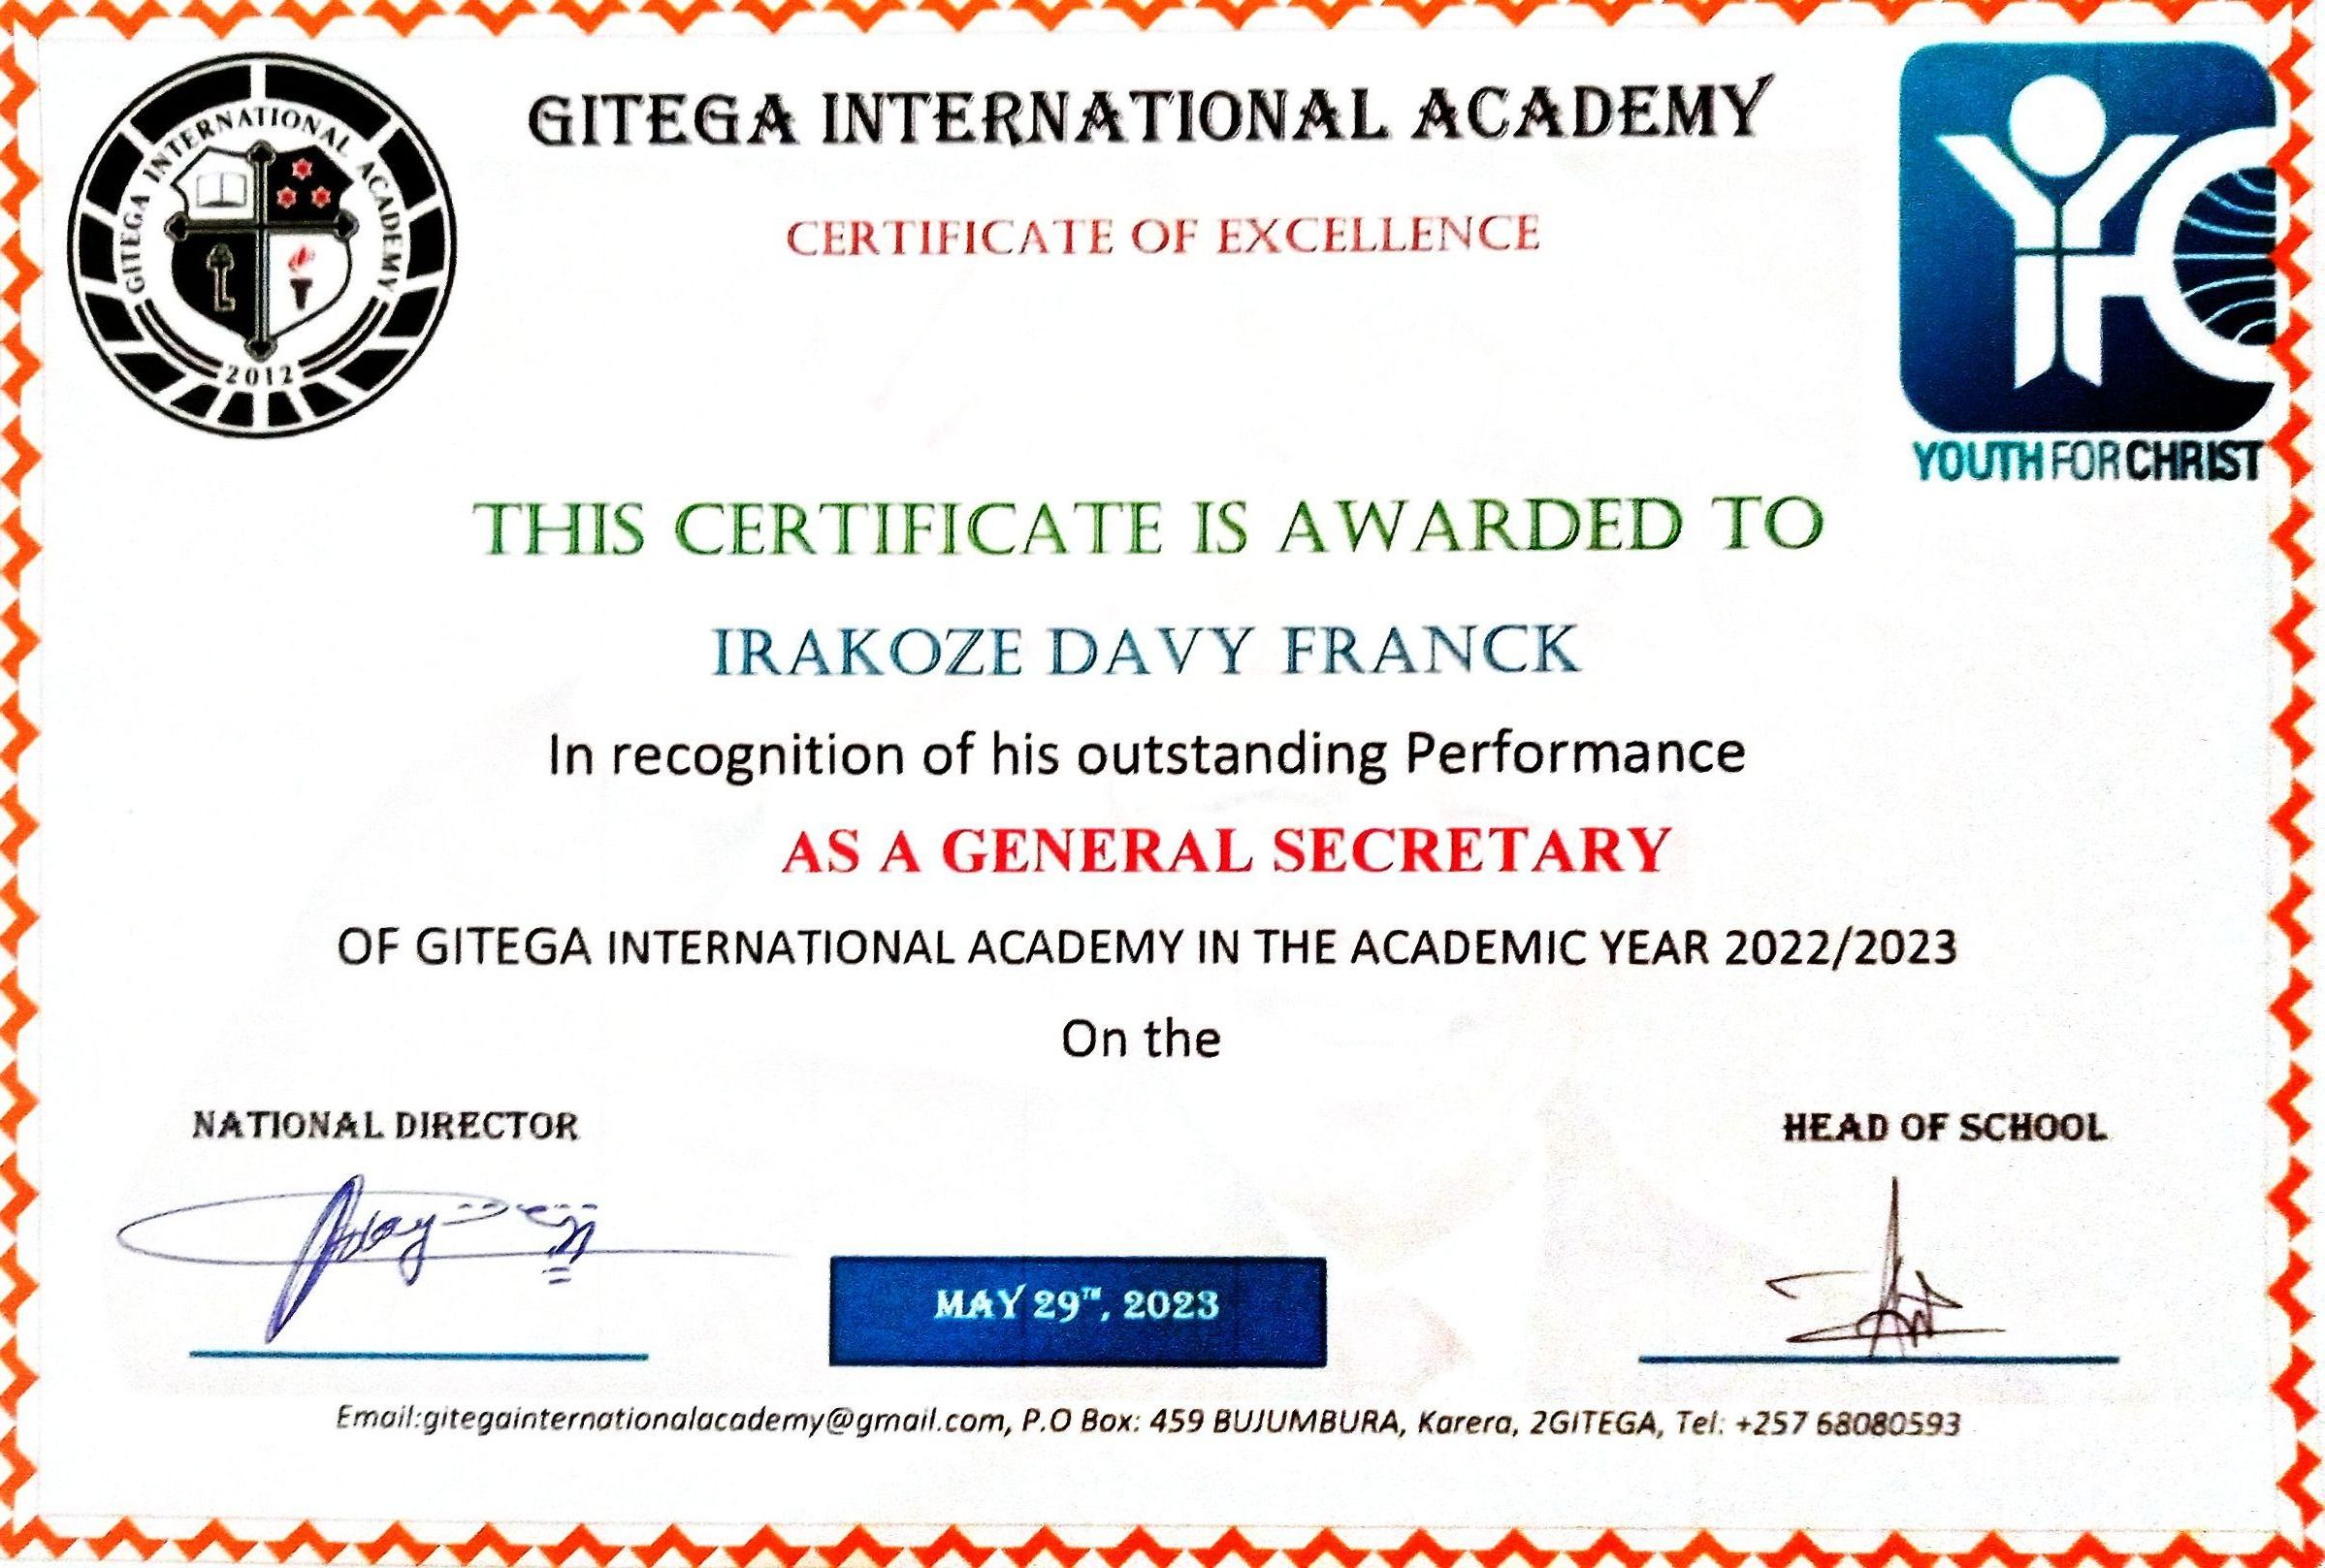 GITEGA INTERNATIONAL ACADEMY
2012
GITEGA INTERNATIONAL ACADEMY
CERTIFICATE OF EXCELLENCE
YFC
YOUTH FOR CHRIST
THIS CERTIFICATE IS AWARDED TO
IRAKOZE DAVY FRANCK
In recognition of his outstanding Performance
AS A GENERAL SECRETARY
OF GITEGA INTERNATIONAL ACADEMY IN THE ACADEMIC YEAR 2022/2023
On the
NATIONAL DIRECTOR
HEAD OF SCHOOL
MAY 29TH, 2023
Email:gitegainternationalacademy@gmail.com, P.O Box: 459 BUJUMBURA, Karera, 2GITEGA, Tel: +257 68080593